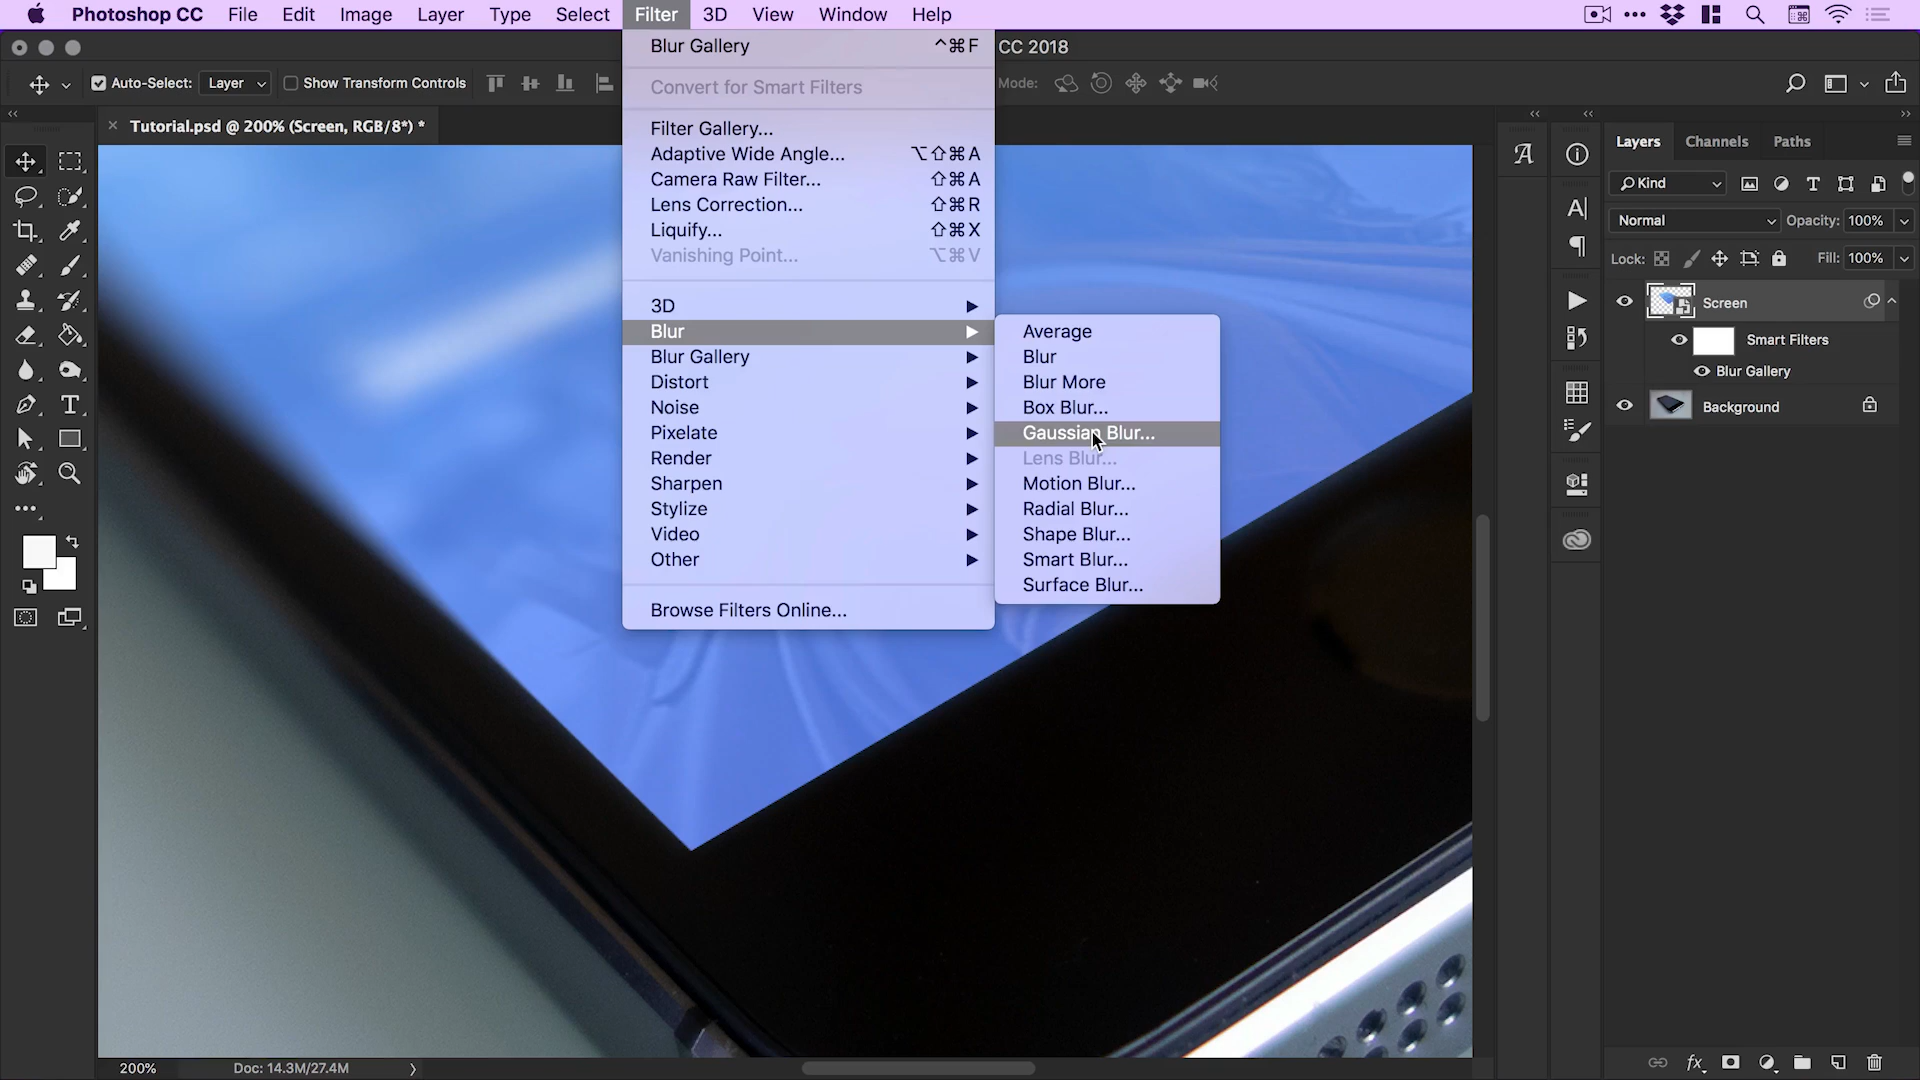 Photoshop CC File Edit Image Layer Type Select Filter 3D View Window Help
CC 2018
Auto-Select: Layer Show Transform Controls Mode:
Tutorial.psd @ 200% (Screen, RGB/8*) *
Blur Gallery ^⌘F
Convert for Smart Filters
Filter Gallery...
Adaptive Wide Angle... ⌥⇧⌘A
Camera Raw Filter... ⇧⌘A
Lens Correction... ⇧⌘R
Liquify... ⇧⌘X
Vanishing Point... ⌥⌘V
3D
Blur
Blur Gallery
Distort
Noise
Pixelate
Render
Sharpen
Stylize
Video
Other
Browse Filters Online...
Average
Blur
Blur More
Box Blur...
Gaussian Blur...
Lens Blur...
Motion Blur...
Radial Blur...
Shape Blur...
Smart Blur...
Surface Blur...
Layers Channels Paths
Kind
Normal Opacity: 100%
Lock: Fill: 100%
Screen
Smart Filters
Blur Gallery
Background
200% Doc: 14.3M/27.4M